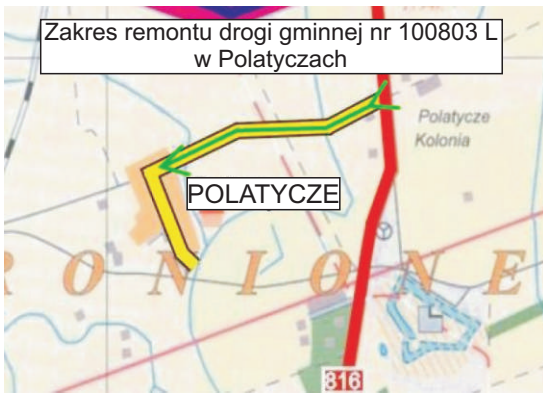 Zakres remontu drogi gminnej nr 100803 L
w Polatyczach
Polatycze
Kolonia
POLATYCZE
R O N I O N E
816